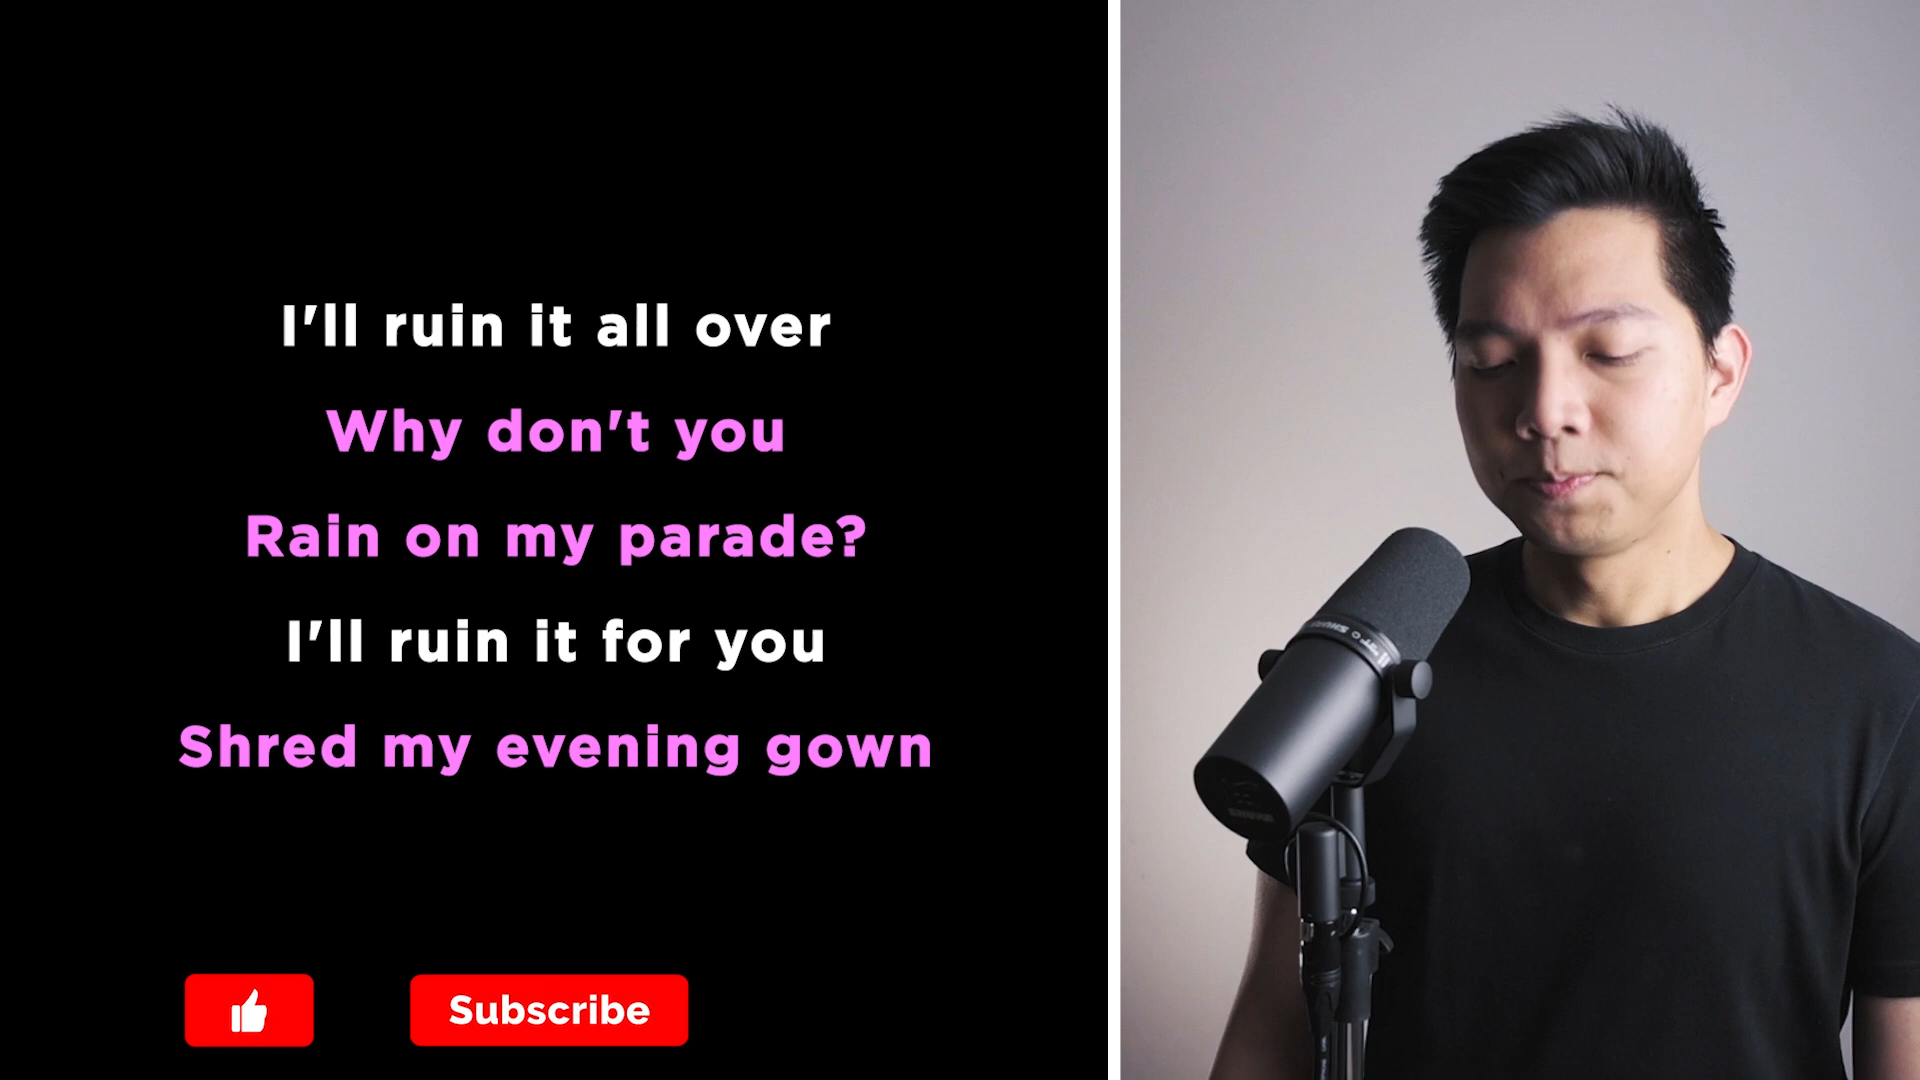 I'll ruin it all over
Why don't you
Rain on my parade?
I'll ruin it for you
Shred my evening gown
Subscribe
SHURE